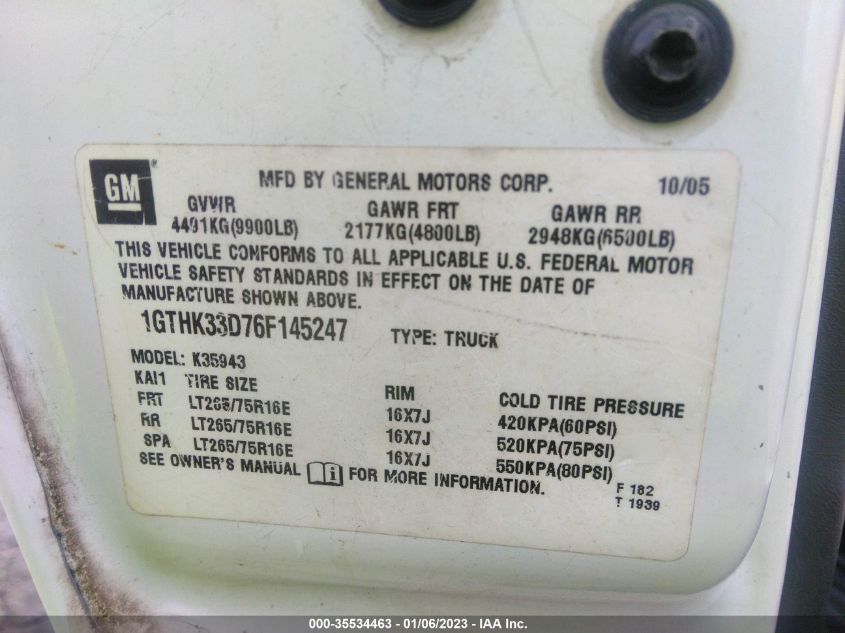 GM®
MFD BY GENERAL MOTORS CORP. 10/05
GVWR GAWR FRT GAWR RR
4491KG(9900LB) 2177KG(4800LB) 2948KG(6500LB)
THIS VEHICLE CONFORMS TO ALL APPLICABLE U.S. FEDERAL MOTOR
VEHICLE SAFETY STANDARDS IN EFFECT ON THE DATE OF
MANUFACTURE SHOWN ABOVE.
1GTHK33D76F145247 TYPE: TRUCK
MODEL: K35943
KAI1 TIRE SIZE RIM COLD TIRE PRESSURE
FRT LT265/75R16E 16X7J 420KPA(60PSI)
RR LT265/75R16E 16X7J 520KPA(75PSI)
SPA LT265/75R16E 16X7J 550KPA(80PSI)
SEE OWNER'S MANUAL FOR MORE INFORMATION.
F 182
T 1939
000-35534463 - 01/06/2023 - © IAA Inc.